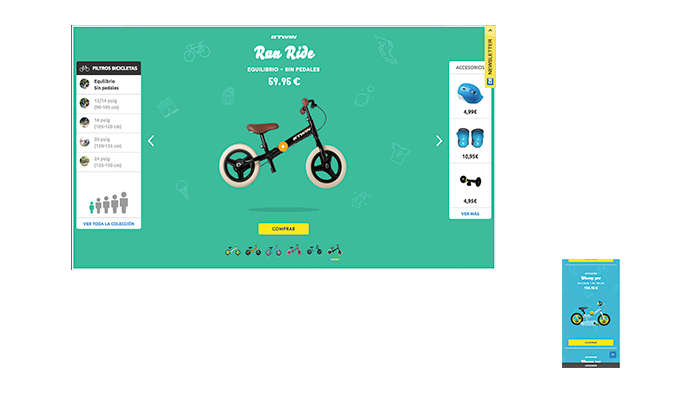 B'TWIN
Run Ride
EQUILIBRIO – SIN PEDALES
59.95 €
NEWSLETTER
FILTROS BICICLETAS
Equilibrio
Sin pedales
12/14 pulg
(90-105 cm)
16 pulg
(105-120 cm)
20 pulg
(120-135 cm)
24 pulg
(135-150 cm)
VER TODA LA COLECCIÓN
ACCESORIOS
4,99€
10,95€
4,95€
VER MÁS
COMPRAR
COMPRAR